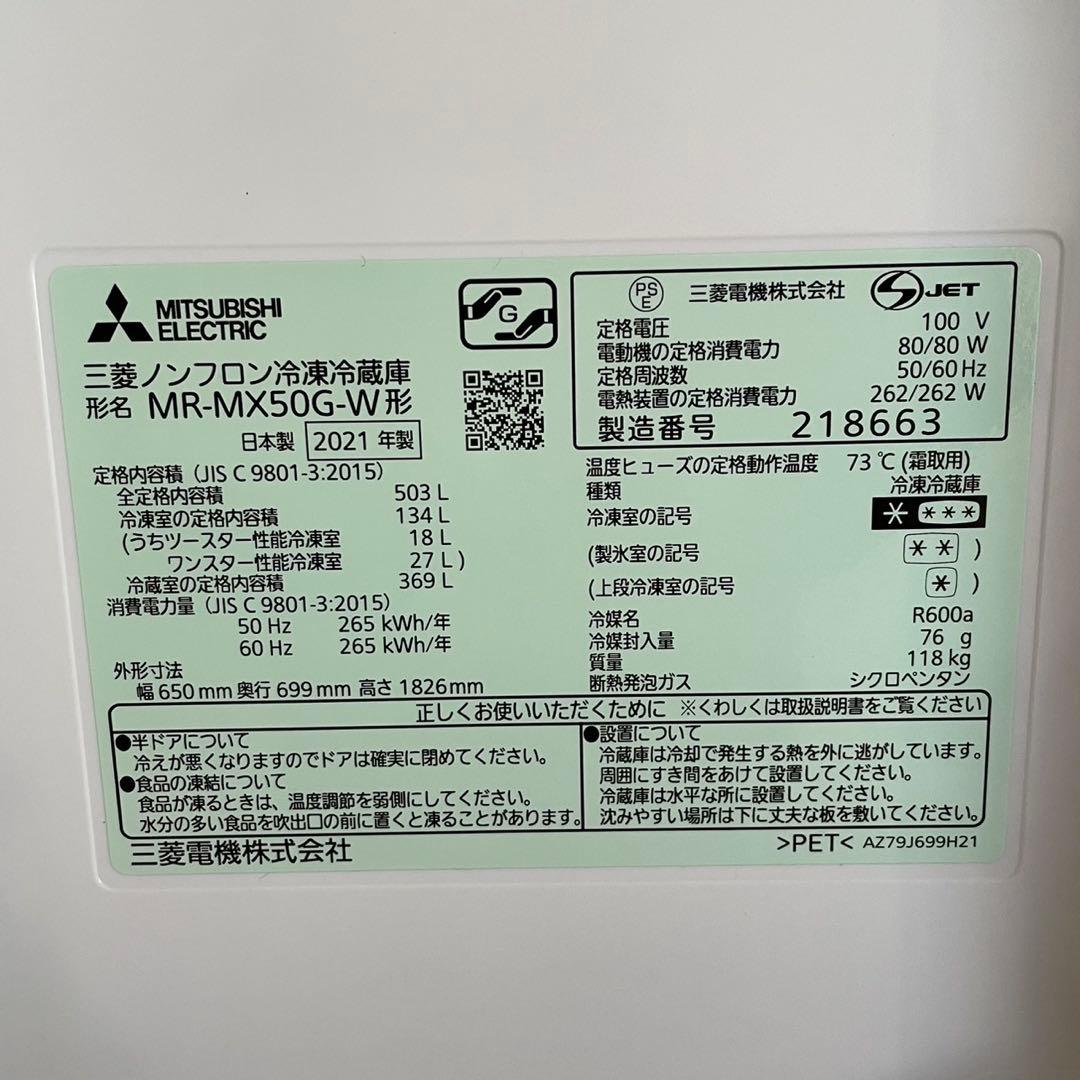 MITSUBISHI
ELECTRIC
G
三菱ノンフロン冷凍冷蔵庫
形名 MR-MX50G-W形
日本製 2021 年製
定格内容積 (JIS C 9801-3:2015)
全定格内容積 503 L
冷凍室の定格内容積 134 L
(うちツースター性能冷凍室 18 L
ワンスター性能冷凍室 27 L)
冷蔵室の定格内容積 369 L
消費電力量 (JIS C 9801-3:2015)
50 Hz 265 kWh/年
60 Hz 265 kWh/年
外形寸法
幅 650 mm 奥行 699 mm 高さ 1826 mm
PS
E
三菱電機株式会社 S JET
定格電圧 100 V
電動機の定格消費電力 80/80 W
定格周波数 50/60 Hz
電熱装置の定格消費電力 262/262 W
製造番号 218663
温度ヒューズの定格動作温度 73 ℃ (霜取用)
種類 冷凍冷蔵庫
冷凍室の記号 * ***
(製氷室の記号 ** )
(上段冷凍室の記号 * )
冷媒名 R600a
冷媒封入量 76 g
質量 118 kg
断熱発泡ガス シクロペンタン
正しくお使いいただくために ※くわしくは取扱説明書をご覧ください
●半ドアについて
冷えが悪くなりますのでドアは確実に閉めてください。
●食品の凍結について
食品が凍るときは、温度調節を弱側にしてください。
水分の多い食品を吹出口の前に置くと凍ることがあります。
●設置について
冷蔵庫は冷却で発生する熱を外に逃がしています。
周囲にすき間をあけて設置してください。
冷蔵庫は水平な所に設置してください。
沈みやすい場所は下に丈夫な板を敷いてください。
三菱電機株式会社
>PET< AZ79J699H21